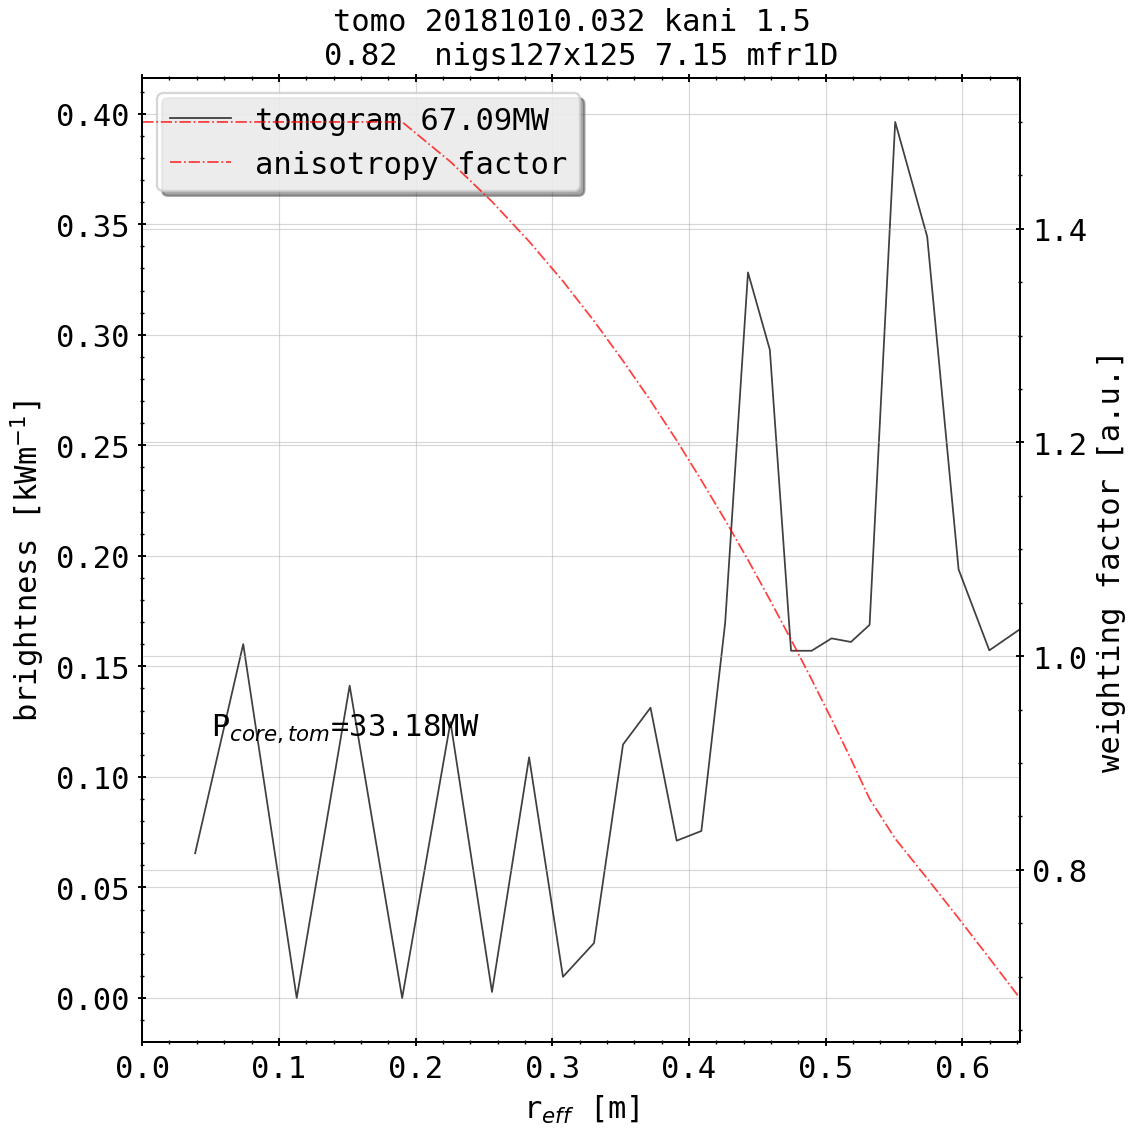 tomo 20181010.032 kani 1.5
0.82  nigs127x125 7.15 mfr1D
tomogram 67.09MW
anisotropy factor
0.40
0.35
0.30
0.25
0.20
0.15
0.10
0.05
0.00
brightness [kWm⁻¹]
P_core,tom=33.18MW
1.4
1.2
1.0
0.8
weighting factor [a.u.]
0.0 0.1 0.2 0.3 0.4 0.5 0.6
r_eff [m]